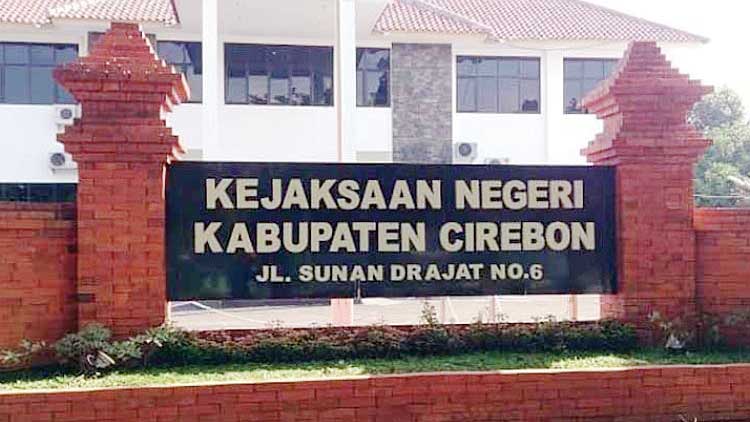 KEJAKSAAN NEGERI
KABUPATEN CIREBON
JL. SUNAN DRAJAT NO.6